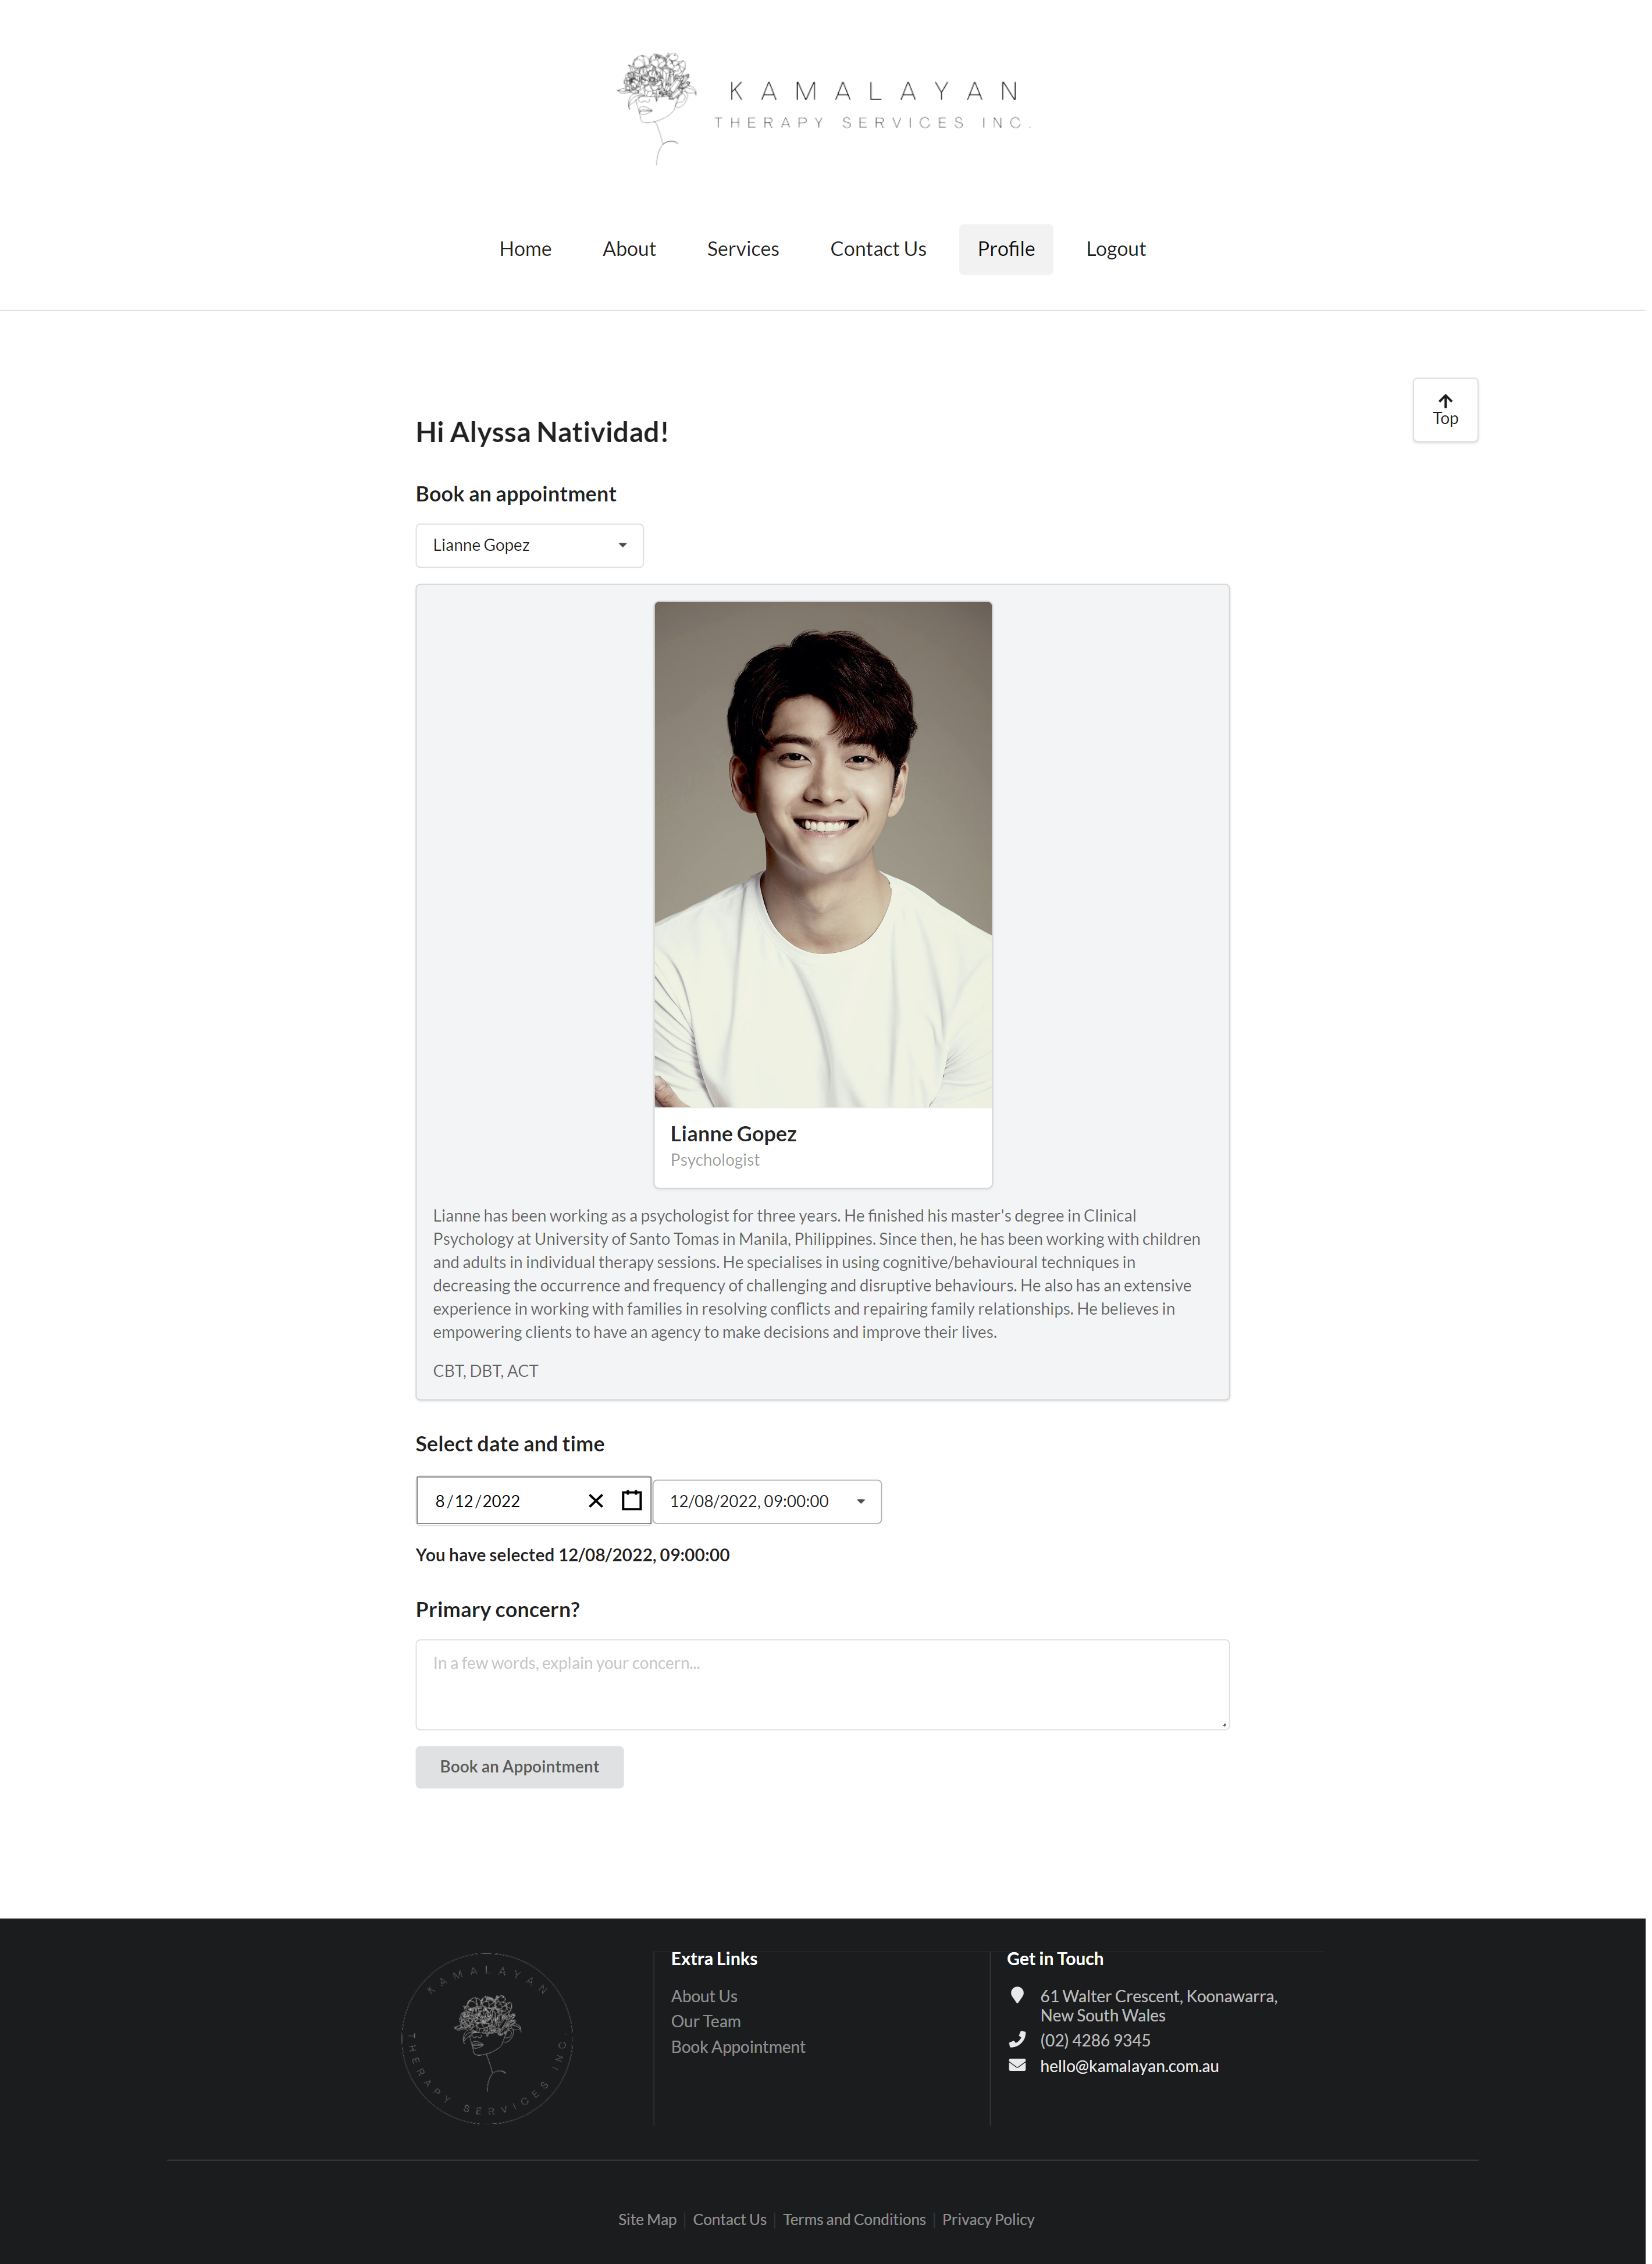 KAMALAYAN
THERAPY SERVICES INC.
Home
About
Services
Contact Us
Profile
Logout
Top
Hi Alyssa Natividad!
Book an appointment
Lianne Gopez
Lianne Gopez
Psychologist
Lianne has been working as a psychologist for three years. He finished his master's degree in Clinical
Psychology at University of Santo Tomas in Manila, Philippines. Since then, he has been working with children
and adults in individual therapy sessions. He specialises in using cognitive/behavioural techniques in
decreasing the occurrence and frequency of challenging and disruptive behaviours. He also has an extensive
experience in working with families in resolving conflicts and repairing family relationships. He believes in
empowering clients to have an agency to make decisions and improve their lives.
CBT, DBT, ACT
Select date and time
8/12/2022
12/08/2022, 09:00:00
You have selected 12/08/2022, 09:00:00
Primary concern?
In a few words, explain your concern...
Book an Appointment
KAMALAYAN
THERAPY SERVICES INC.
Extra Links
About Us
Our Team
Book Appointment
Get in Touch
61 Walter Crescent, Koonawarra,
New South Wales
(02) 4286 9345
hello@kamalayan.com.au
Site Map
Contact Us
Terms and Conditions
Privacy Policy